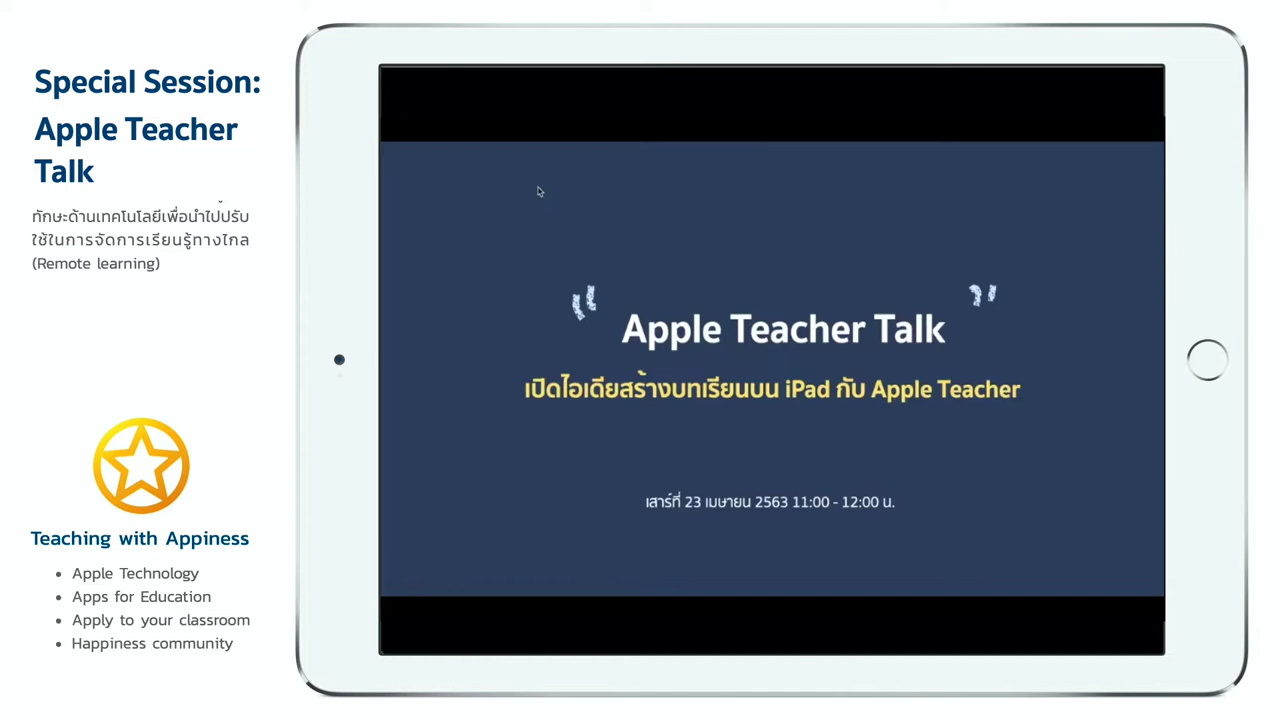 Special Session:
Apple Teacher
Talk
ทักษะด้านเทคโนโลยีเพื่อนำไปปรับ
ใช้ในการจัดการเรียนรู้ทางไกล
(Remote learning)
Teaching with Appiness
• Apple Technology
• Apps for Education
• Apply to your classroom
• Happiness community
“ Apple Teacher Talk ”
เปิดไอเดียสร้างบทเรียนบน iPad กับ Apple Teacher
เสาร์ที่ 23 เมษายน 2563 11:00 - 12:00 น.